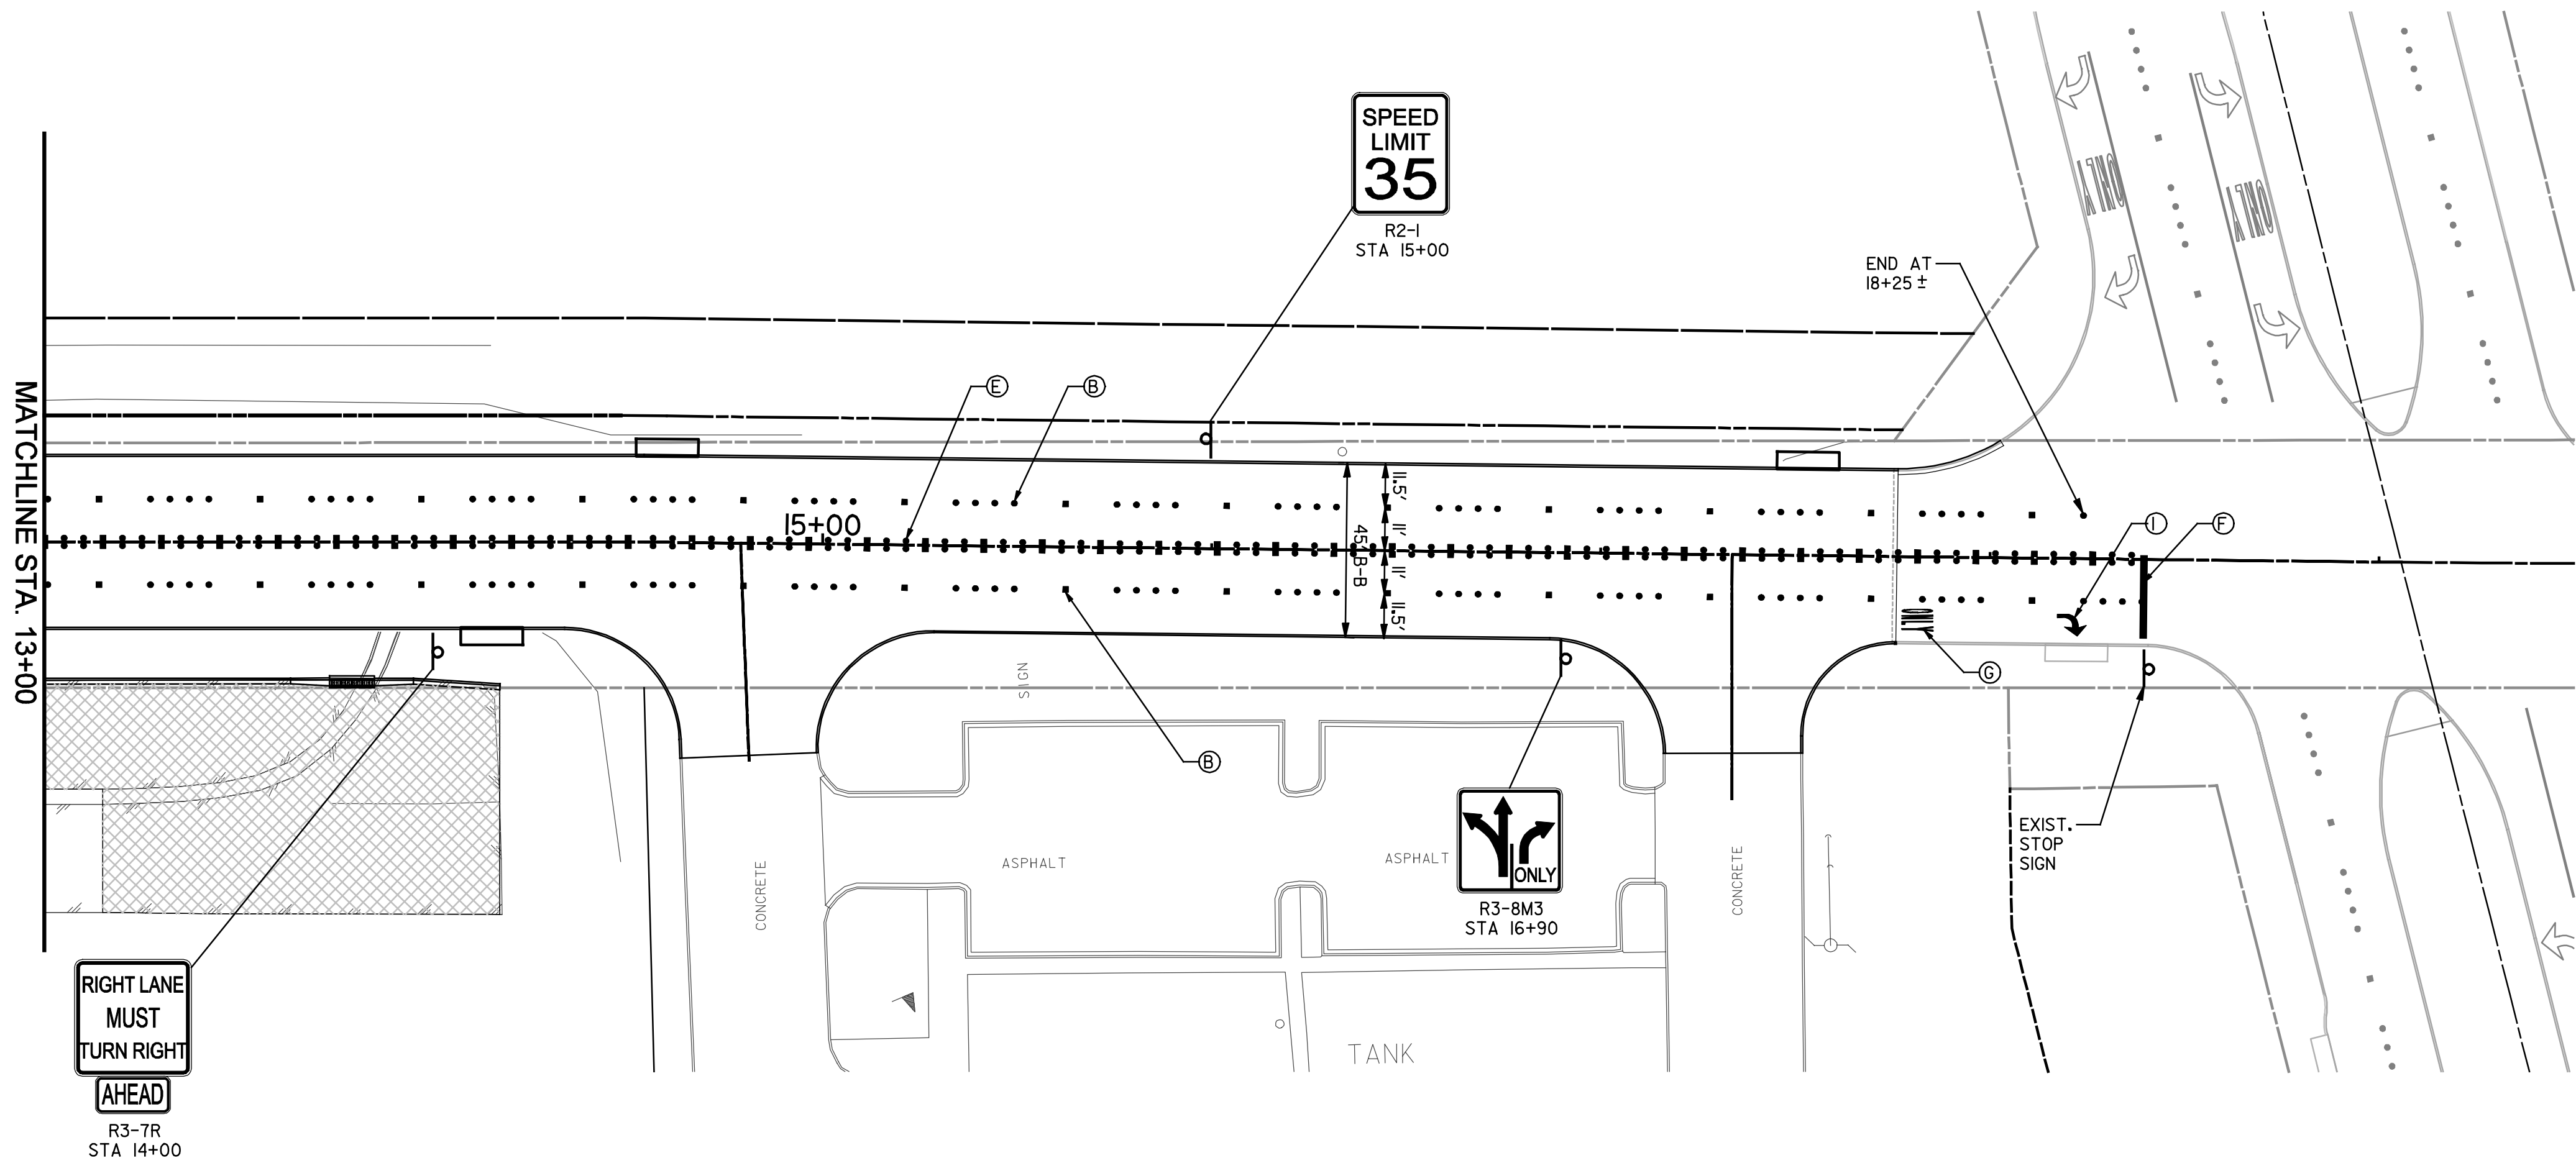 SPEED
LIMIT
35
R2-1
STA 15+00
ONLY
ONLY
END AT
18+25±
E
B
MATCHLINE STA. 13+00
15+00
11.5'
11'
45' B-B
11'
11.5'
I
F
G
SIGN
B
EXIST.
STOP
SIGN
ASPHALT
ASPHALT
CONCRETE
CONCRETE
ONLY
R3-8M3
STA 16+90
RIGHT LANE
MUST
TURN RIGHT
AHEAD
R3-7R
STA 14+00
TANK